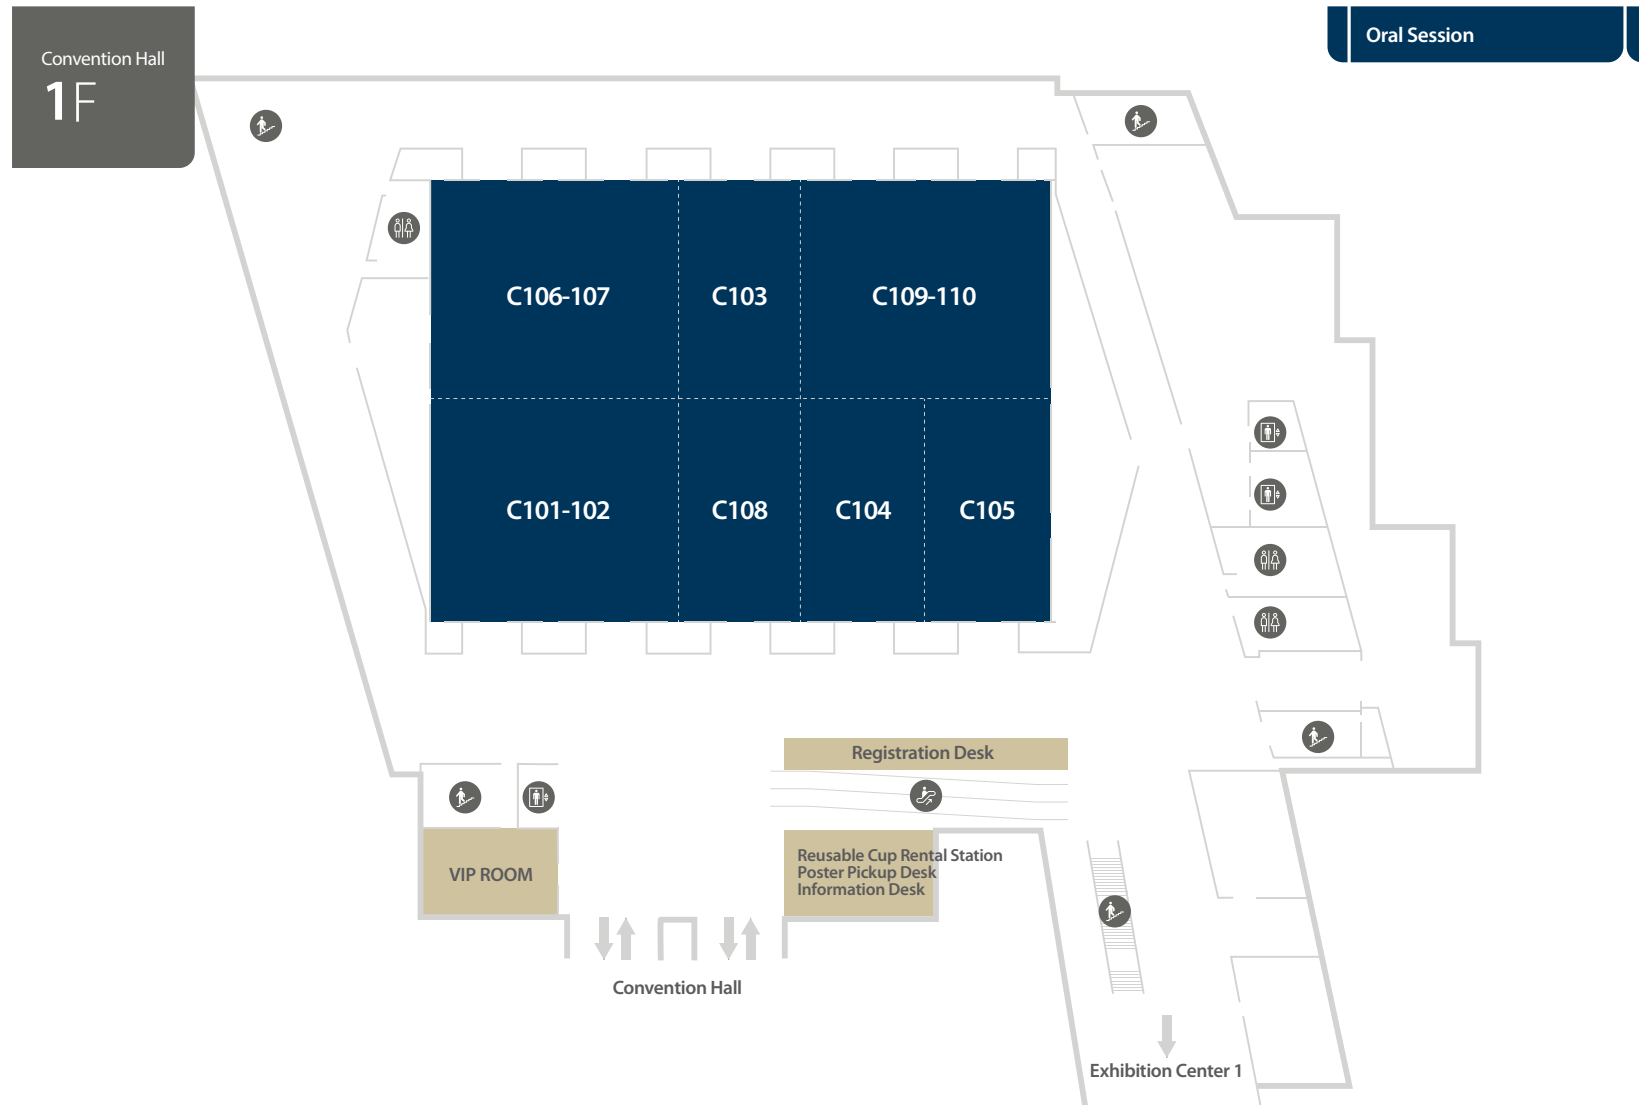 Convention Hall
1F
Oral Session
C106-107
C103
C109-110
C101-102
C108
C104
C105
Registration Desk
VIP ROOM
Reusable Cup Rental Station
Poster Pickup Desk
Information Desk
Convention Hall
Exhibition Center 1